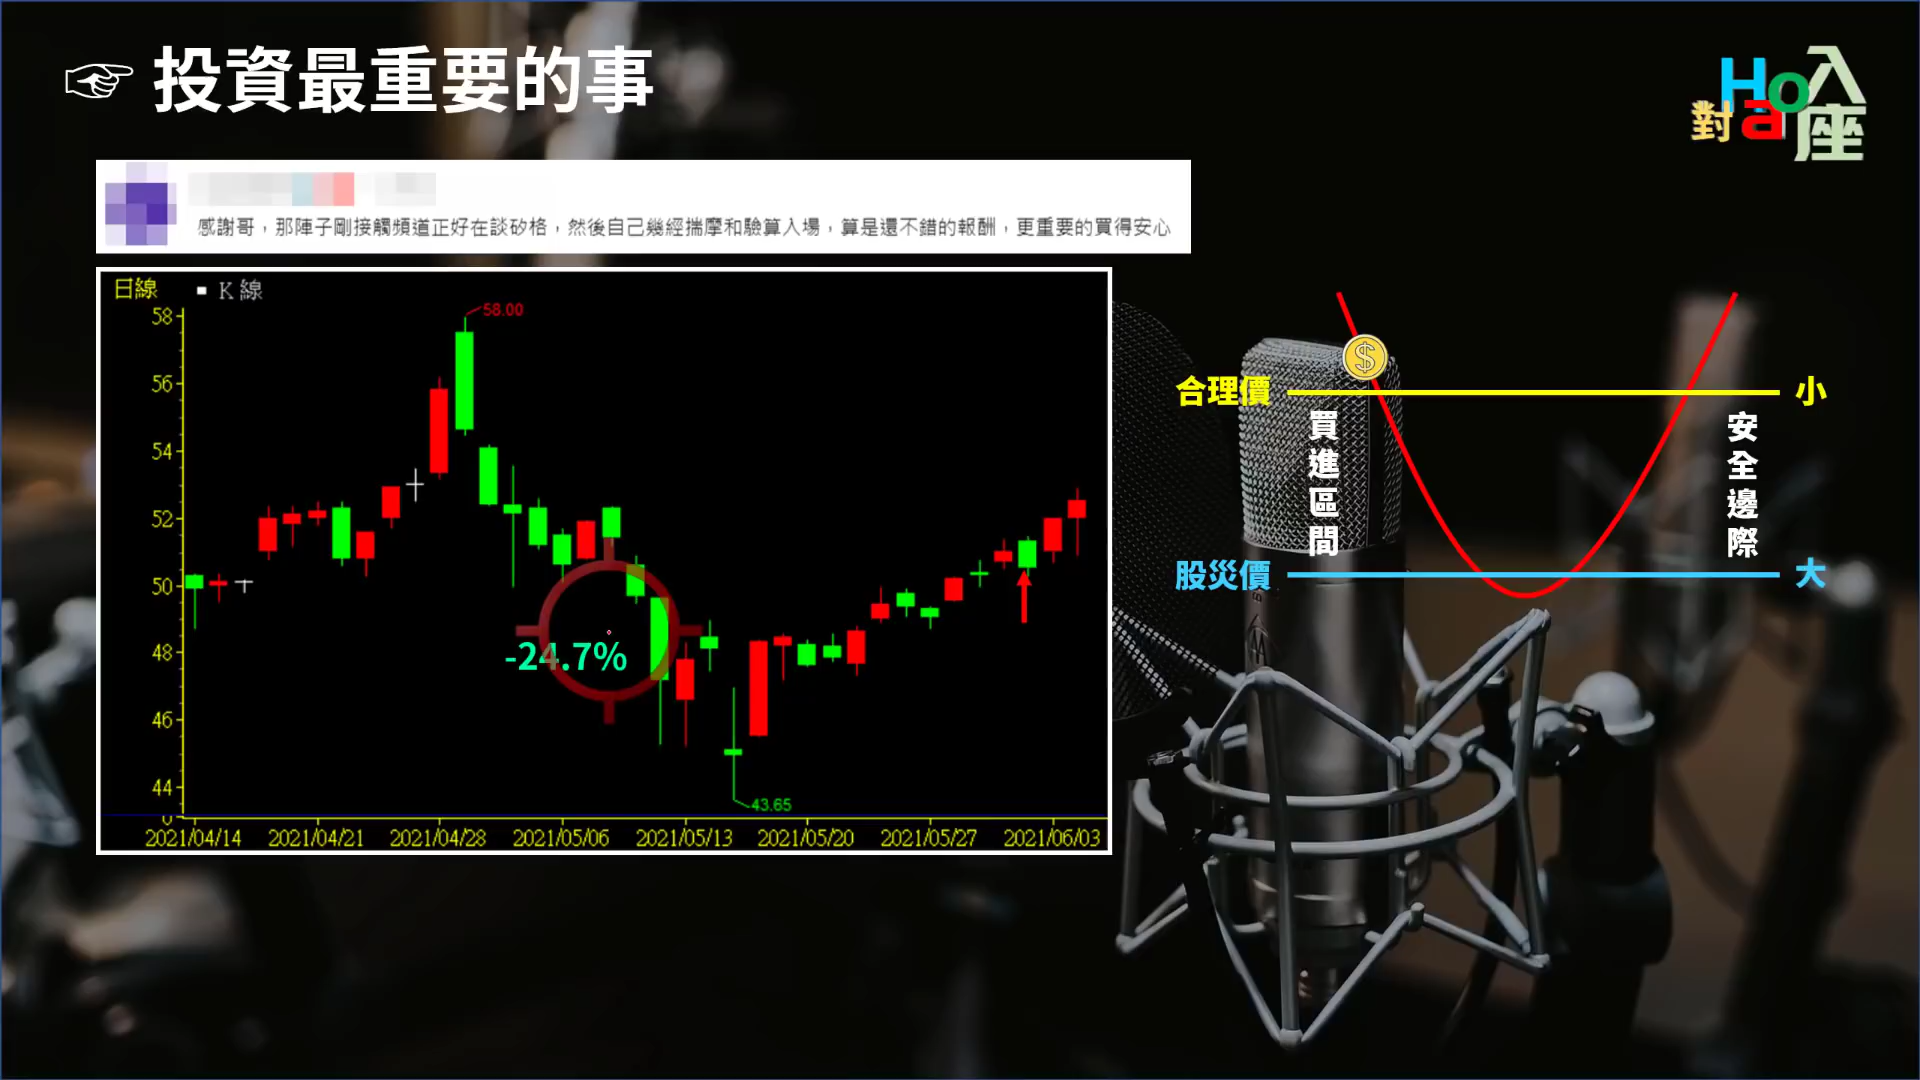 ☞ 投資最重要的事
對 Hao a 入座
感謝哥，那陣子剛接觸頻道正好在談矽格，然後自己幾經揣摩和驗算入場，算是還不錯的報酬，更重要的買得安心
日線 ▪ K 線
58.00
58
56
54
52
50
48
46
44
0
-24.7%
43.65
2021/04/14 2021/04/21 2021/04/28 2021/05/06 2021/05/13 2021/05/20 2021/05/27 2021/06/03
$
合理價 小
買進區間
安全邊際
股災價 大